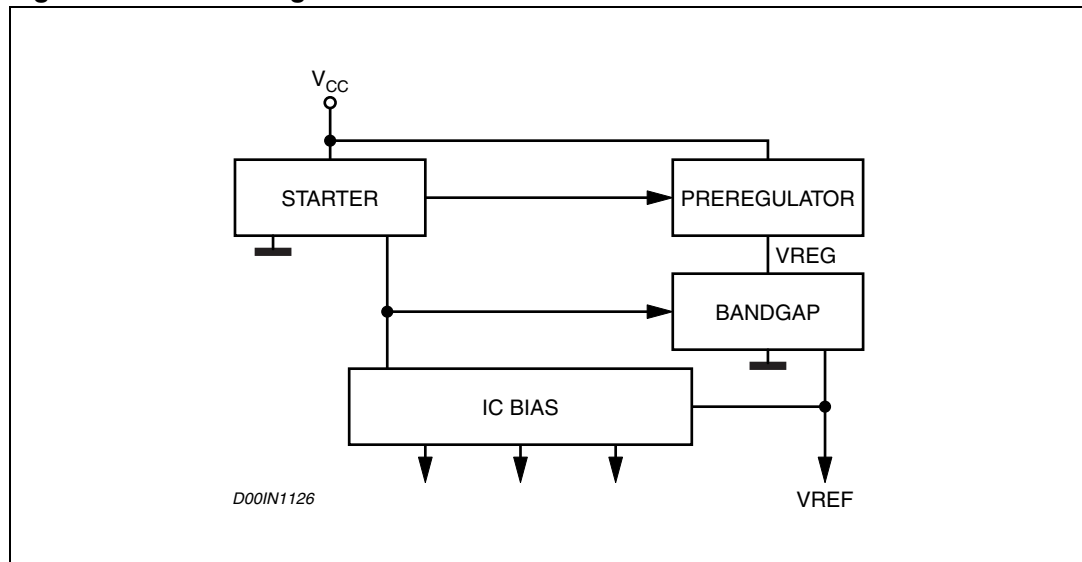 VCC
STARTER
PREREGULATOR
VREG
BANDGAP
IC BIAS
D00IN1126
VREF